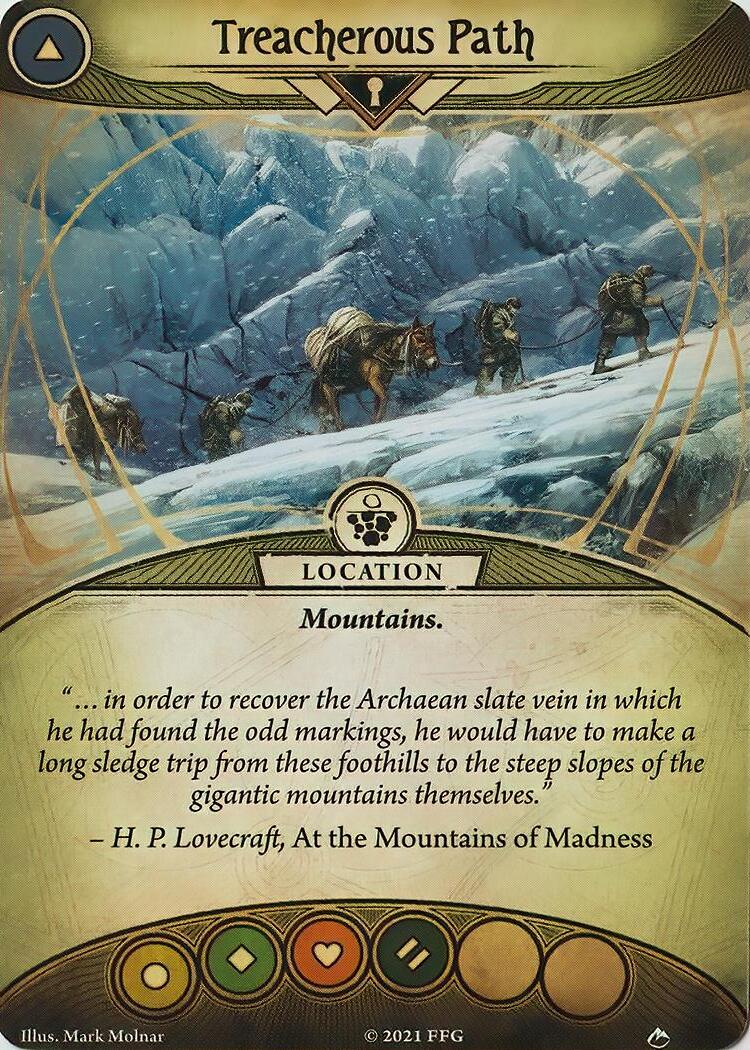 Treacherous Path
LOCATION
Mountains.
“… in order to recover the Archaean slate vein in which
he had found the odd markings, he would have to make a
long sledge trip from these foothills to the steep slopes of the
gigantic mountains themselves.”
– H. P. Lovecraft, At the Mountains of Madness
Illus. Mark Molnar
© 2021 FFG